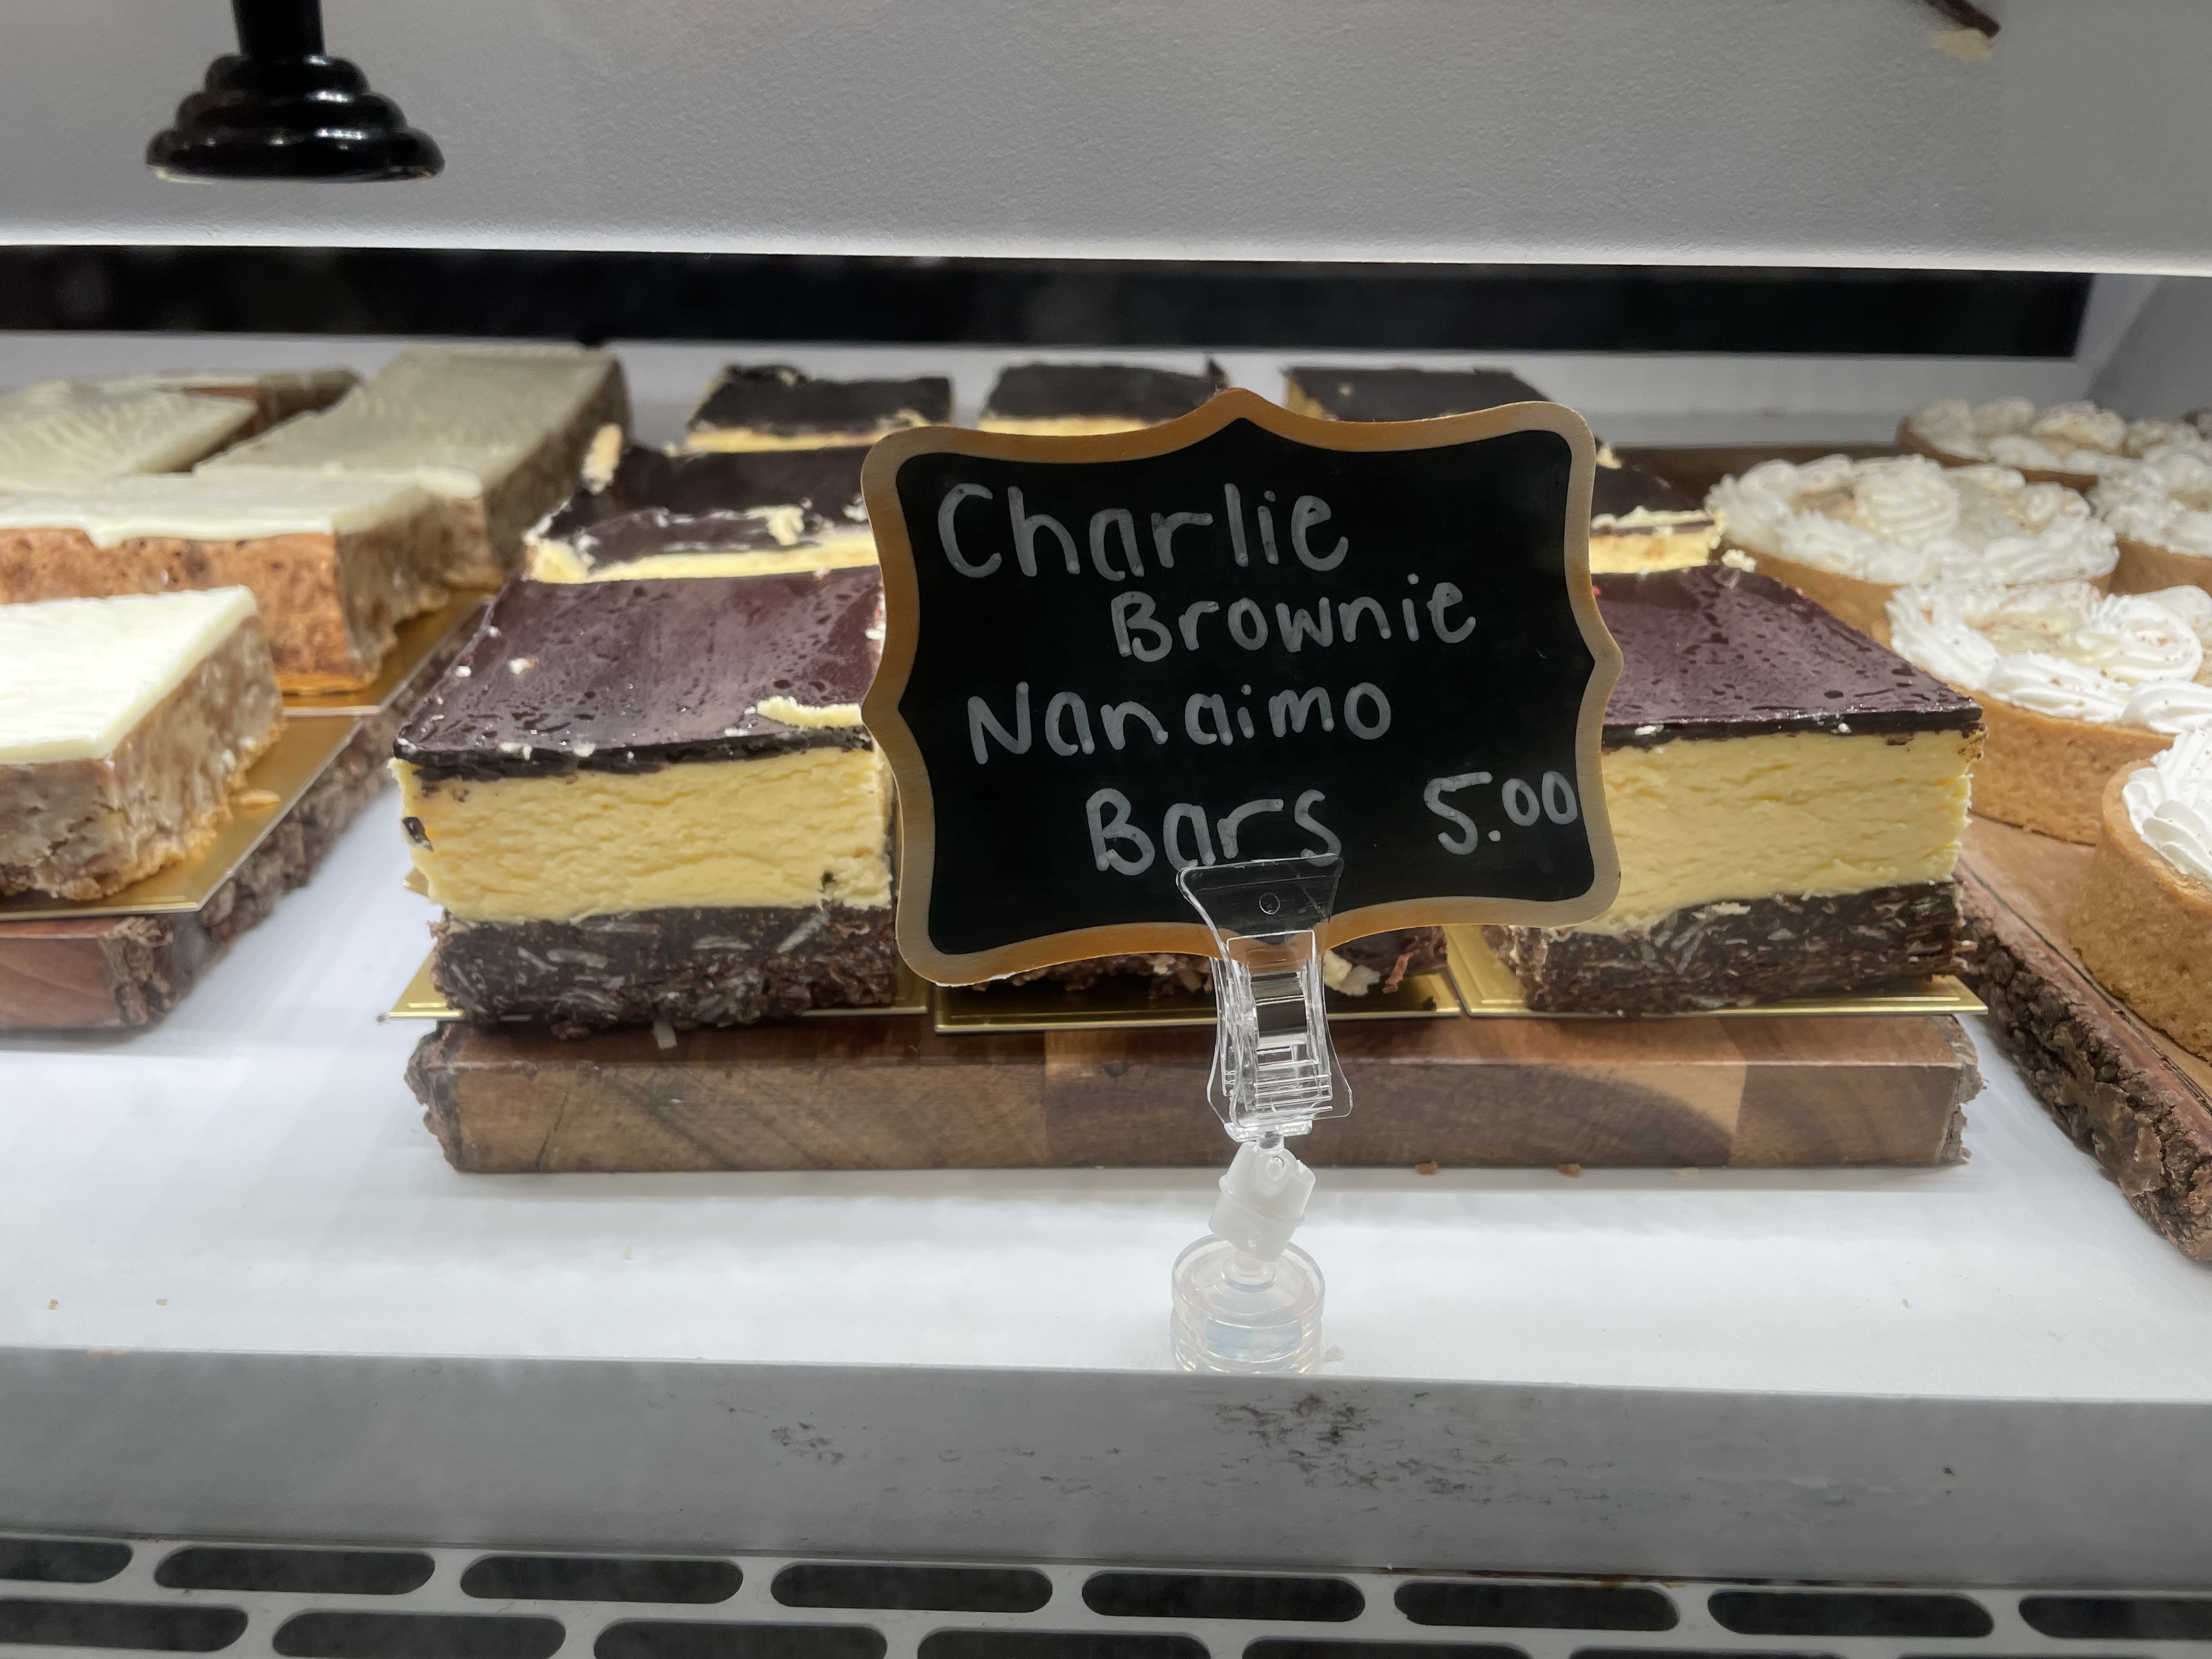 Charlie
Brownie
Nanaimo
Bars 5.00